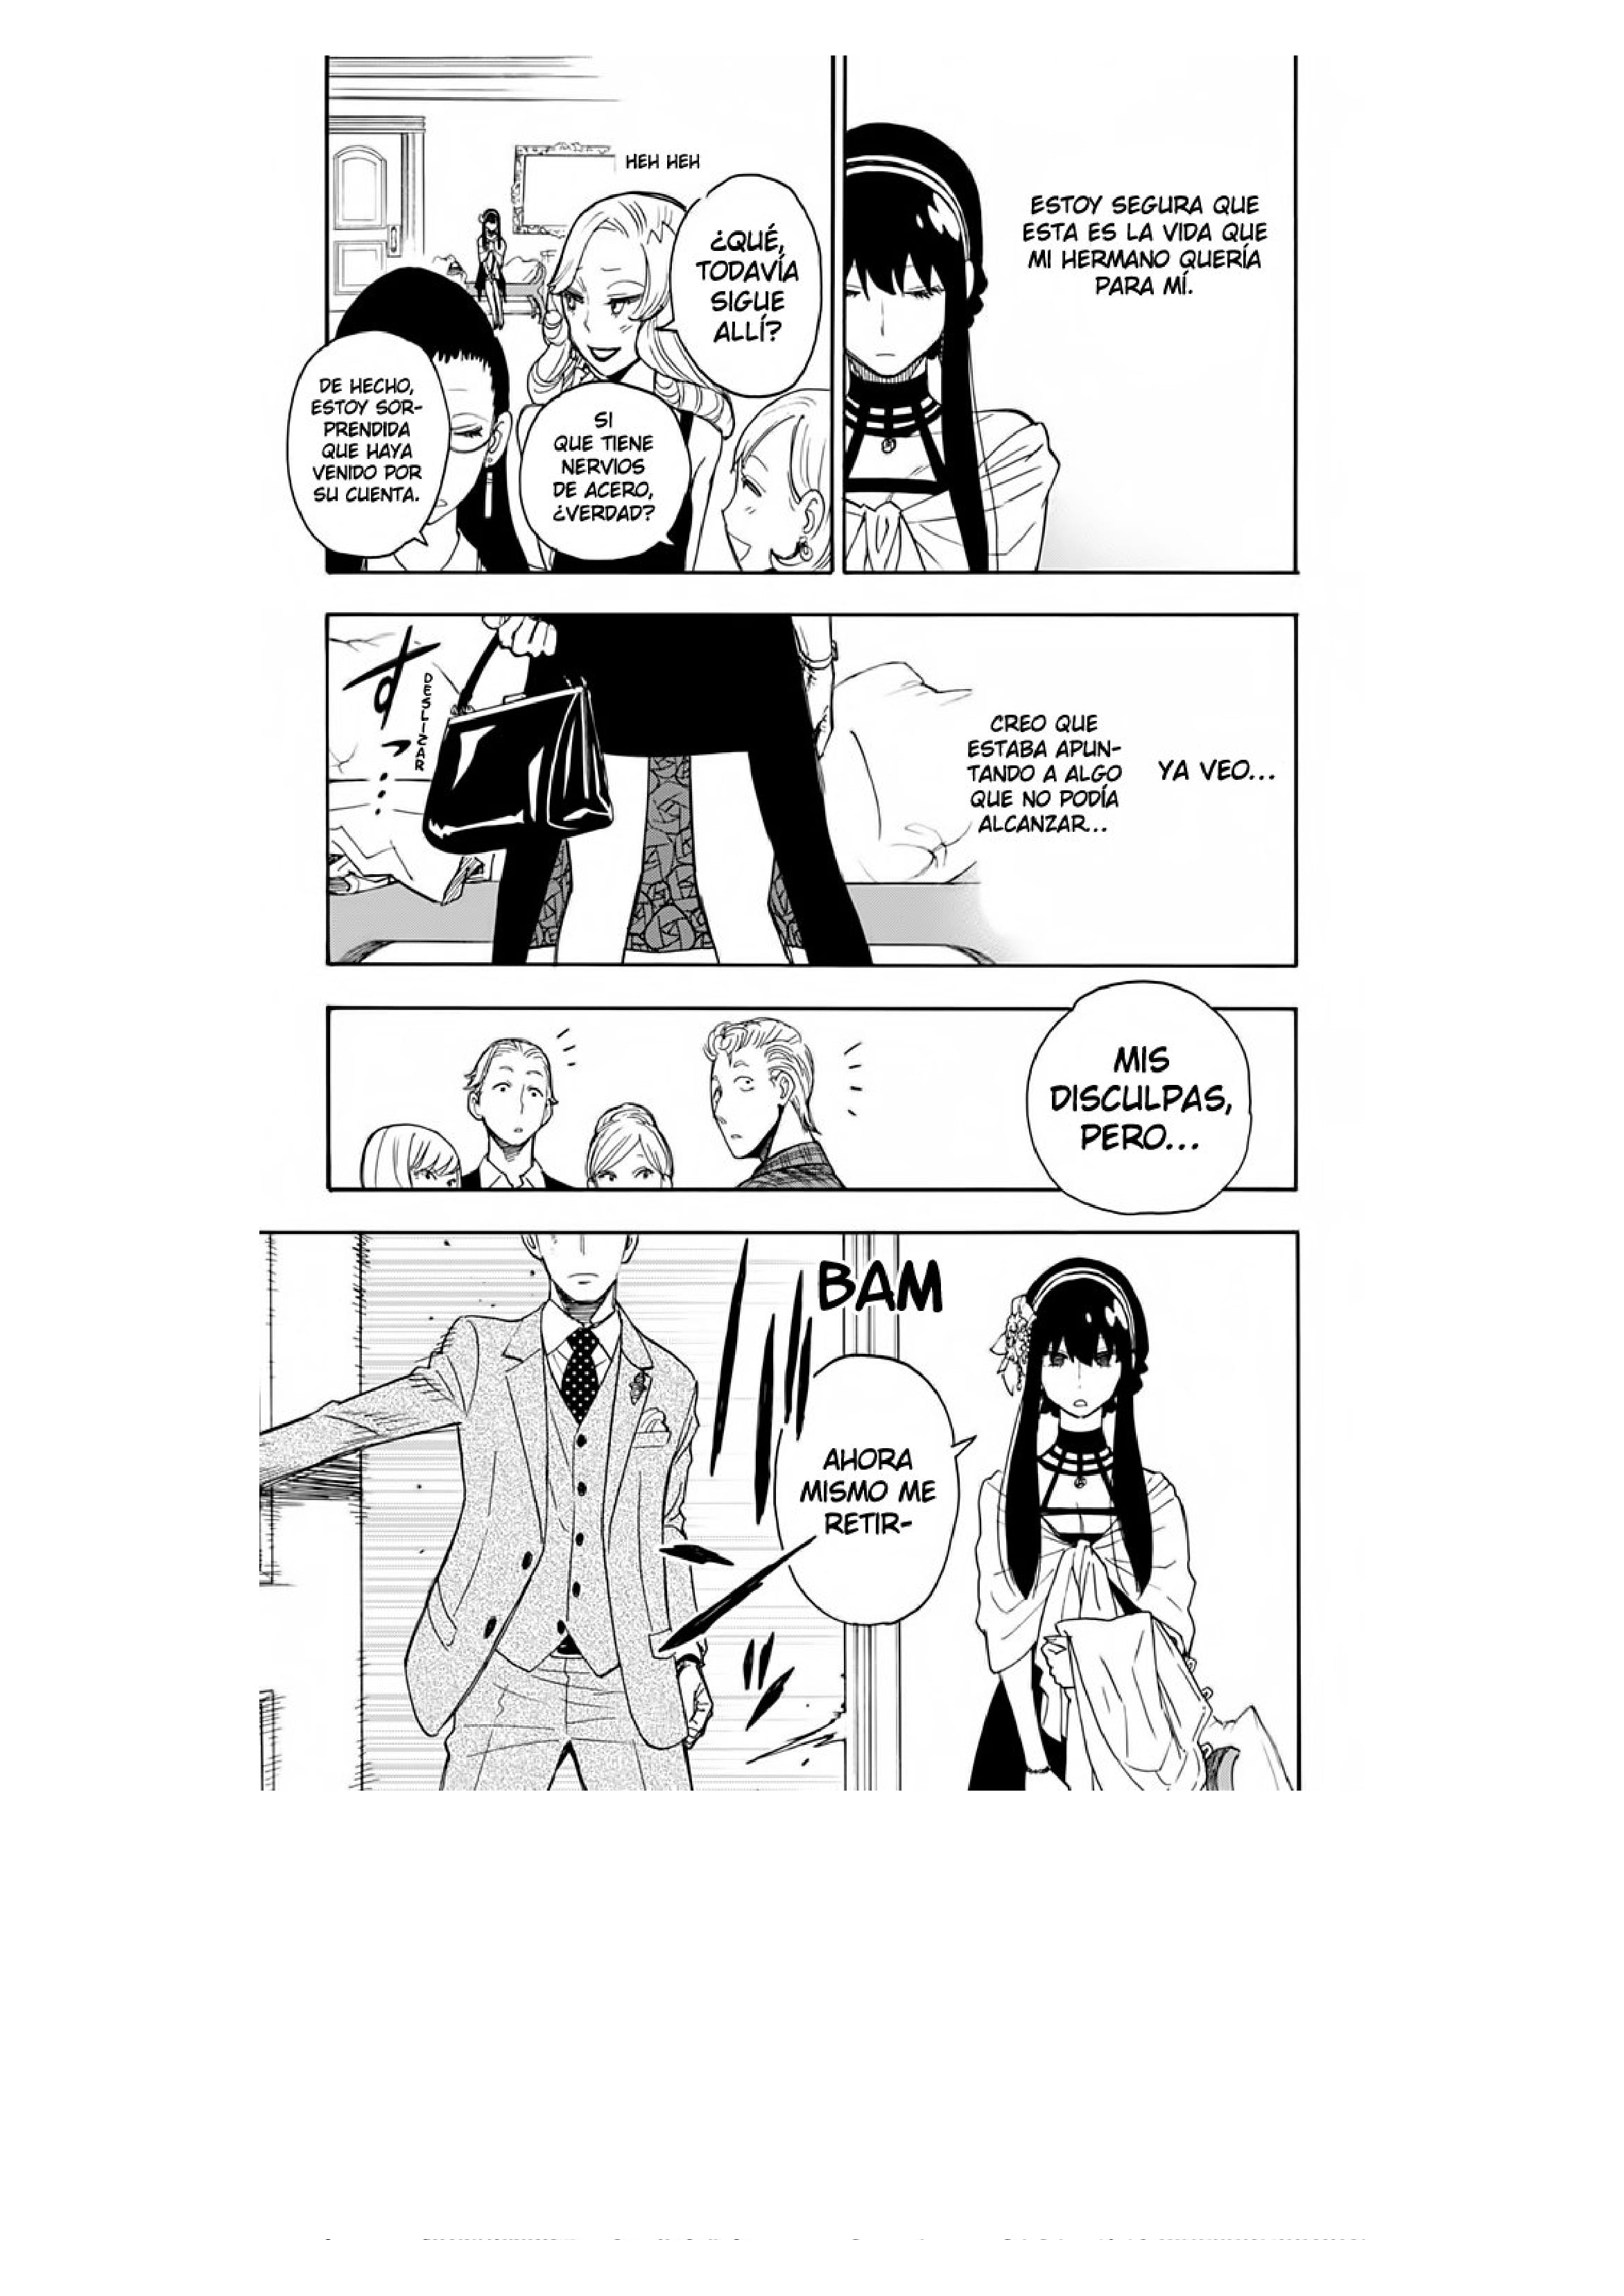 ESTOY SEGURA QUE
ESTA ES LA VIDA QUE
MI HERMANO QUERÍA
PARA MÍ.
HEH HEH
¿QUÉ,
TODAVÍA
SIGUE
ALLÍ?
SI
QUE TIENE
NERVIOS
DE ACERO,
¿VERDAD?
DE HECHO,
ESTOY SOR-
PRENDIDA
QUE HAYA
VENIDO POR
SU CUENTA.
YA VEO...
CREO QUE
ESTABA APUN-
TANDO A ALGO
QUE NO PODÍA
ALCANZAR...
DESLIZAR
スッ...
MIS
DISCULPAS,
PERO...
BAM
AHORA
MISMO ME
RETIR-